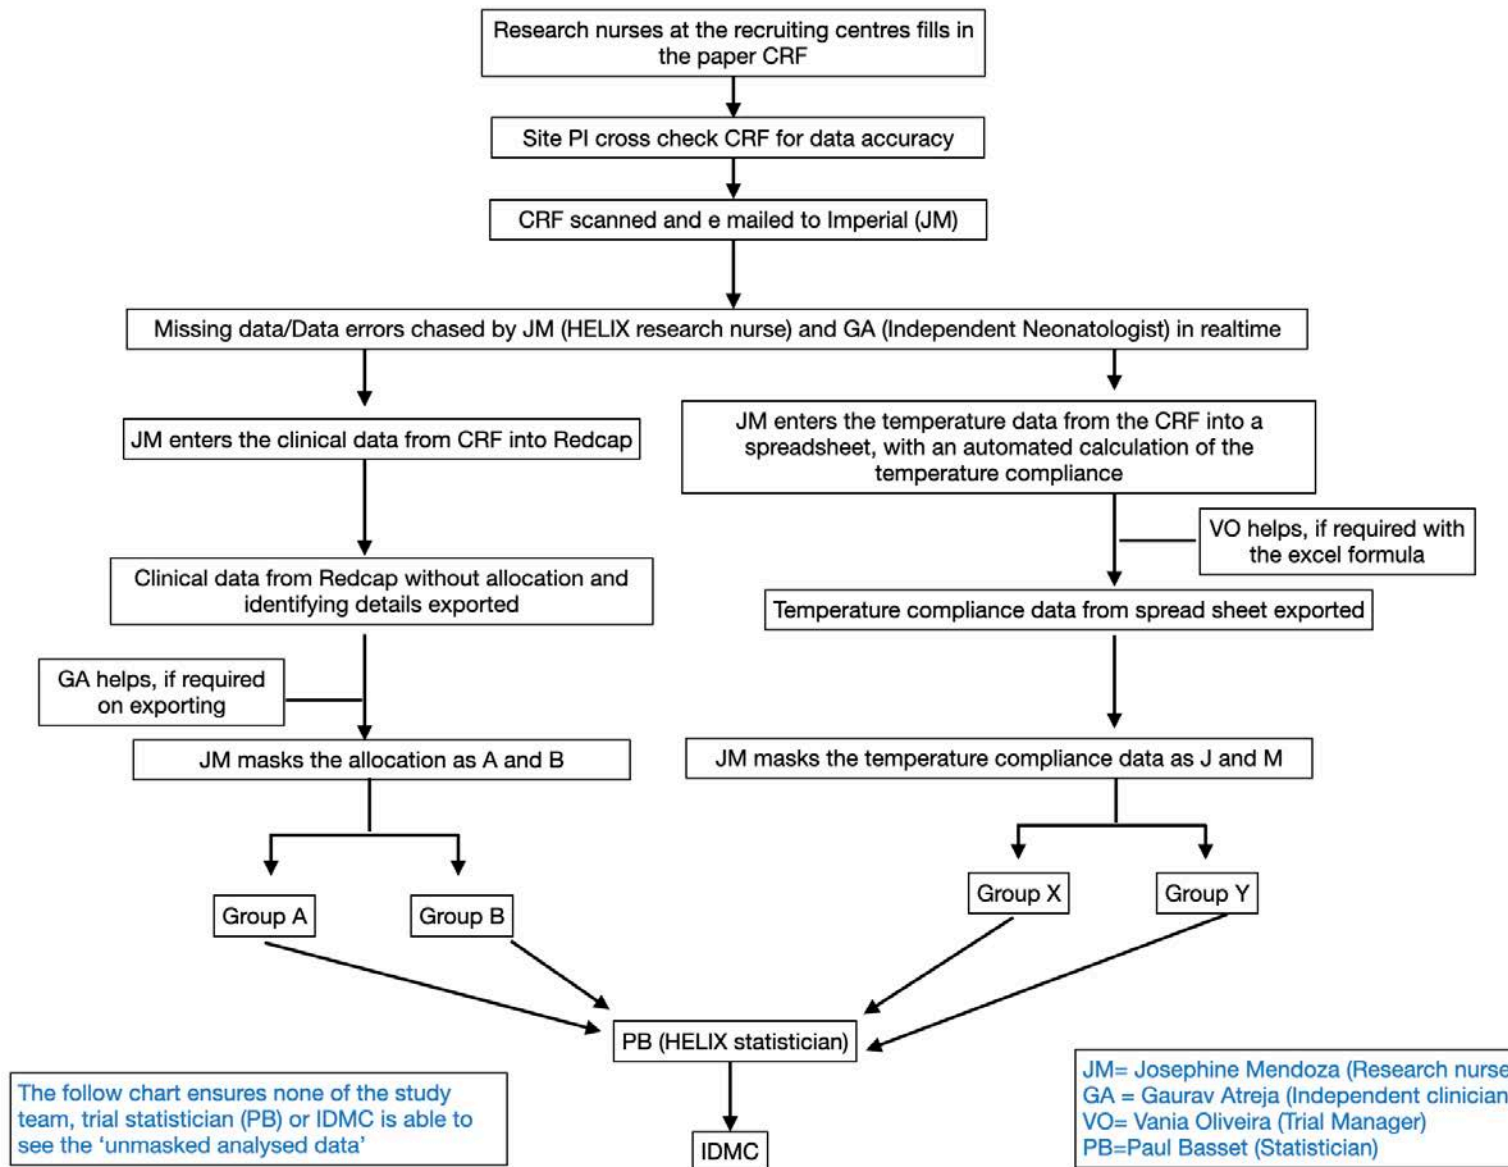 Research nurses at the recruiting centres fills in
the paper CRF
Site PI cross check CRF for data accuracy
CRF scanned and e mailed to Imperial (JM)
Missing data/Data errors chased by JM (HELIX research nurse) and GA (Independent Neonatologist) in realtime
JM enters the clinical data from CRF into Redcap
JM enters the temperature data from the CRF into a
spreadsheet, with an automated calculation of the
temperature compliance
VO helps, if required with
the excel formula
Clinical data from Redcap without allocation and
identifying details exported
Temperature compliance data from spread sheet exported
GA helps, if required
on exporting
JM masks the allocation as A and B
JM masks the temperature compliance data as J and M
Group A
Group B
Group X
Group Y
PB (HELIX statistician)
The follow chart ensures none of the study
team, trial statistician (PB) or IDMC is able to
see the ‘unmasked analysed data’
IDMC
JM= Josephine Mendoza (Research nurse
GA = Gaurav Atreja (Independent clinician
VO= Vania Oliveira (Trial Manager)
PB=Paul Basset (Statistician)